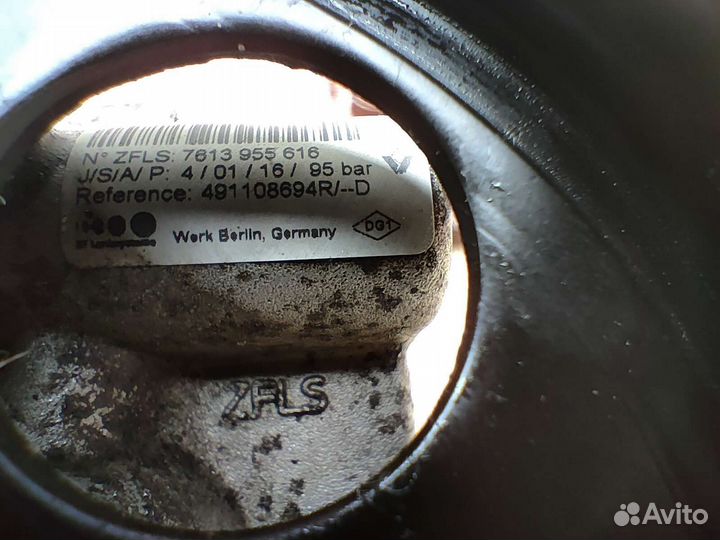 N° ZFLS: 7613 955 616
J/S/A/ P: 4 / 01 / 16 / 95 bar
Reference: 491108694R/--D
Werk Berlin, Germany
DG1
ZFLS
Avito